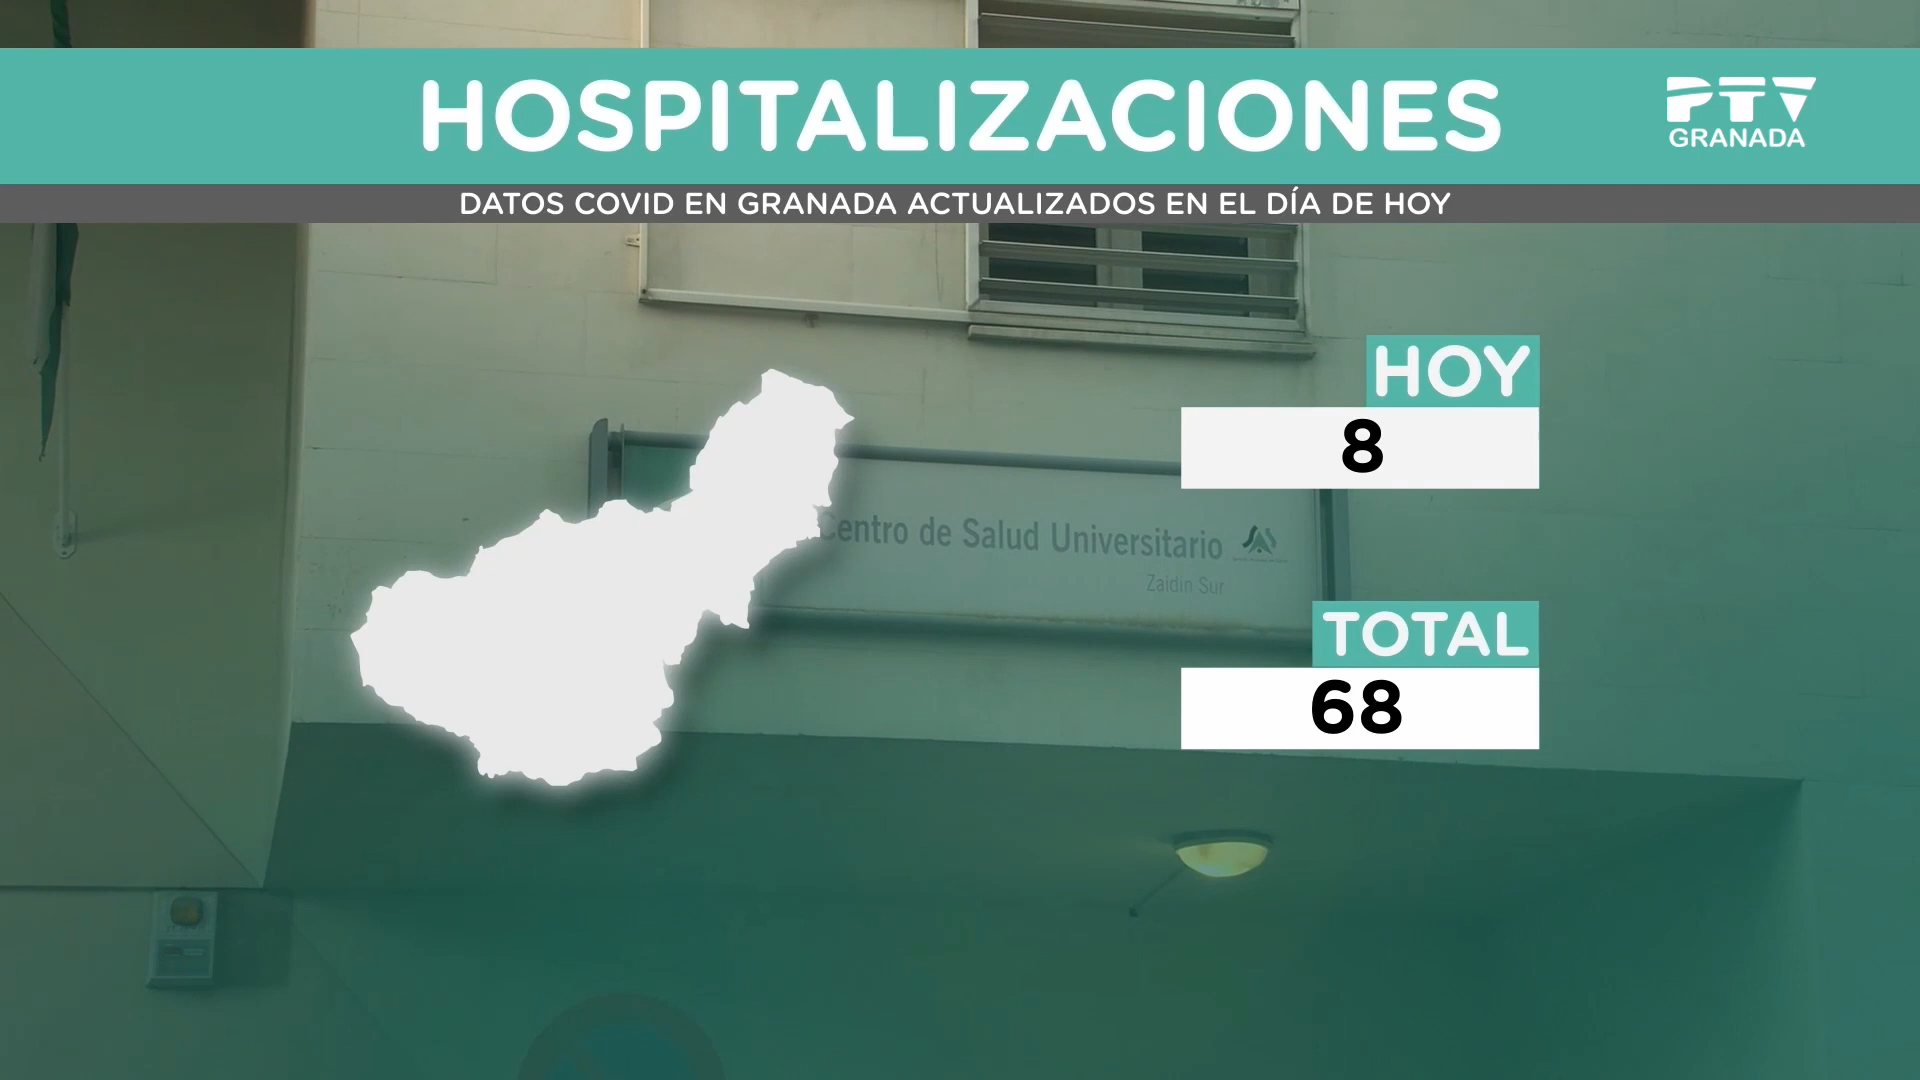 HOSPITALIZACIONES
PTV
GRANADA
DATOS COVID EN GRANADA ACTUALIZADOS EN EL DÍA DE HOY
HOY
8
Centro de Salud Universitario
Zaidín Sur
TOTAL
68